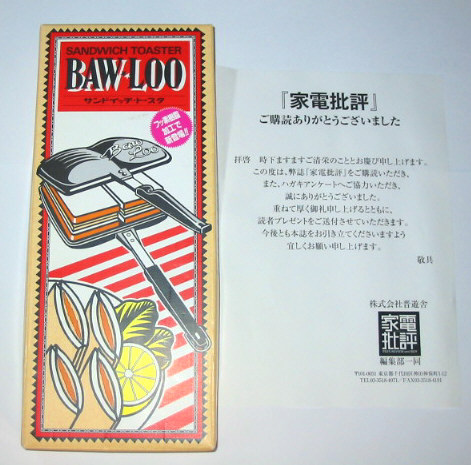 SANDWICH TOASTER
BAW-LOO
サンドイッチ・トースター
フッ素樹脂
加工で
新登場!!
Baw
Loo
『家電批評』
ご購読ありがとうございました
拝啓 時下ますますご清栄のこととお慶び申し上げます。
この度は、弊誌『家電批評』をご購読いただき、
また、ハガキアンケートへご協力いただき、
誠にありがとうございました。
重ねて厚く御礼申し上げるとともに、
読者プレゼントをご送付させていただきます。
今後とも本誌をお引き立てくださいますよう
宜しくお願い申し上げます。
敬具
株式会社晋遊舎
家電
批評
編集部一同